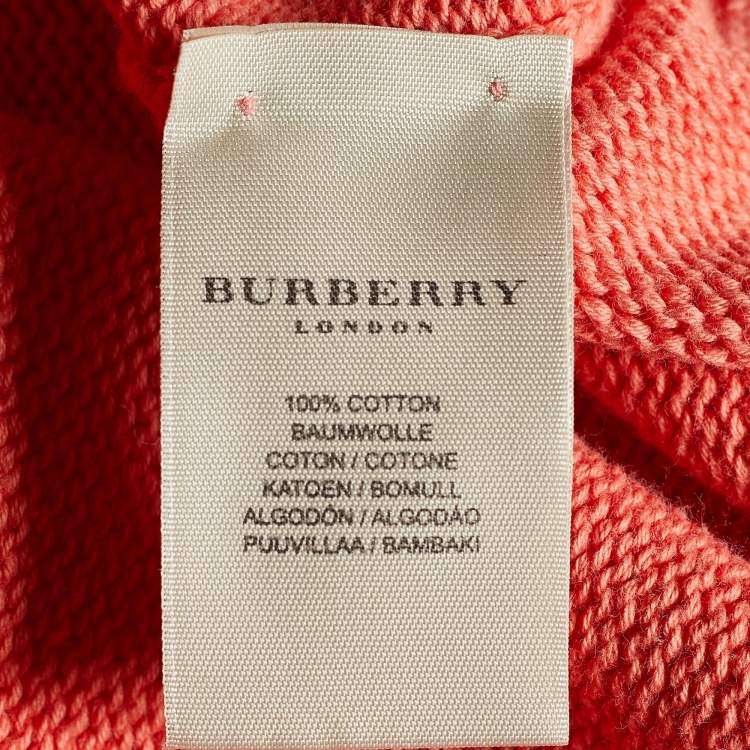 BURBERRY
LONDON
100% COTTON
BAUMWOLLE
COTON / COTONE
KATOEN / BOMULL
ALGODÓN / ALGODÃO
PUUVILLAA / BAMBAKI